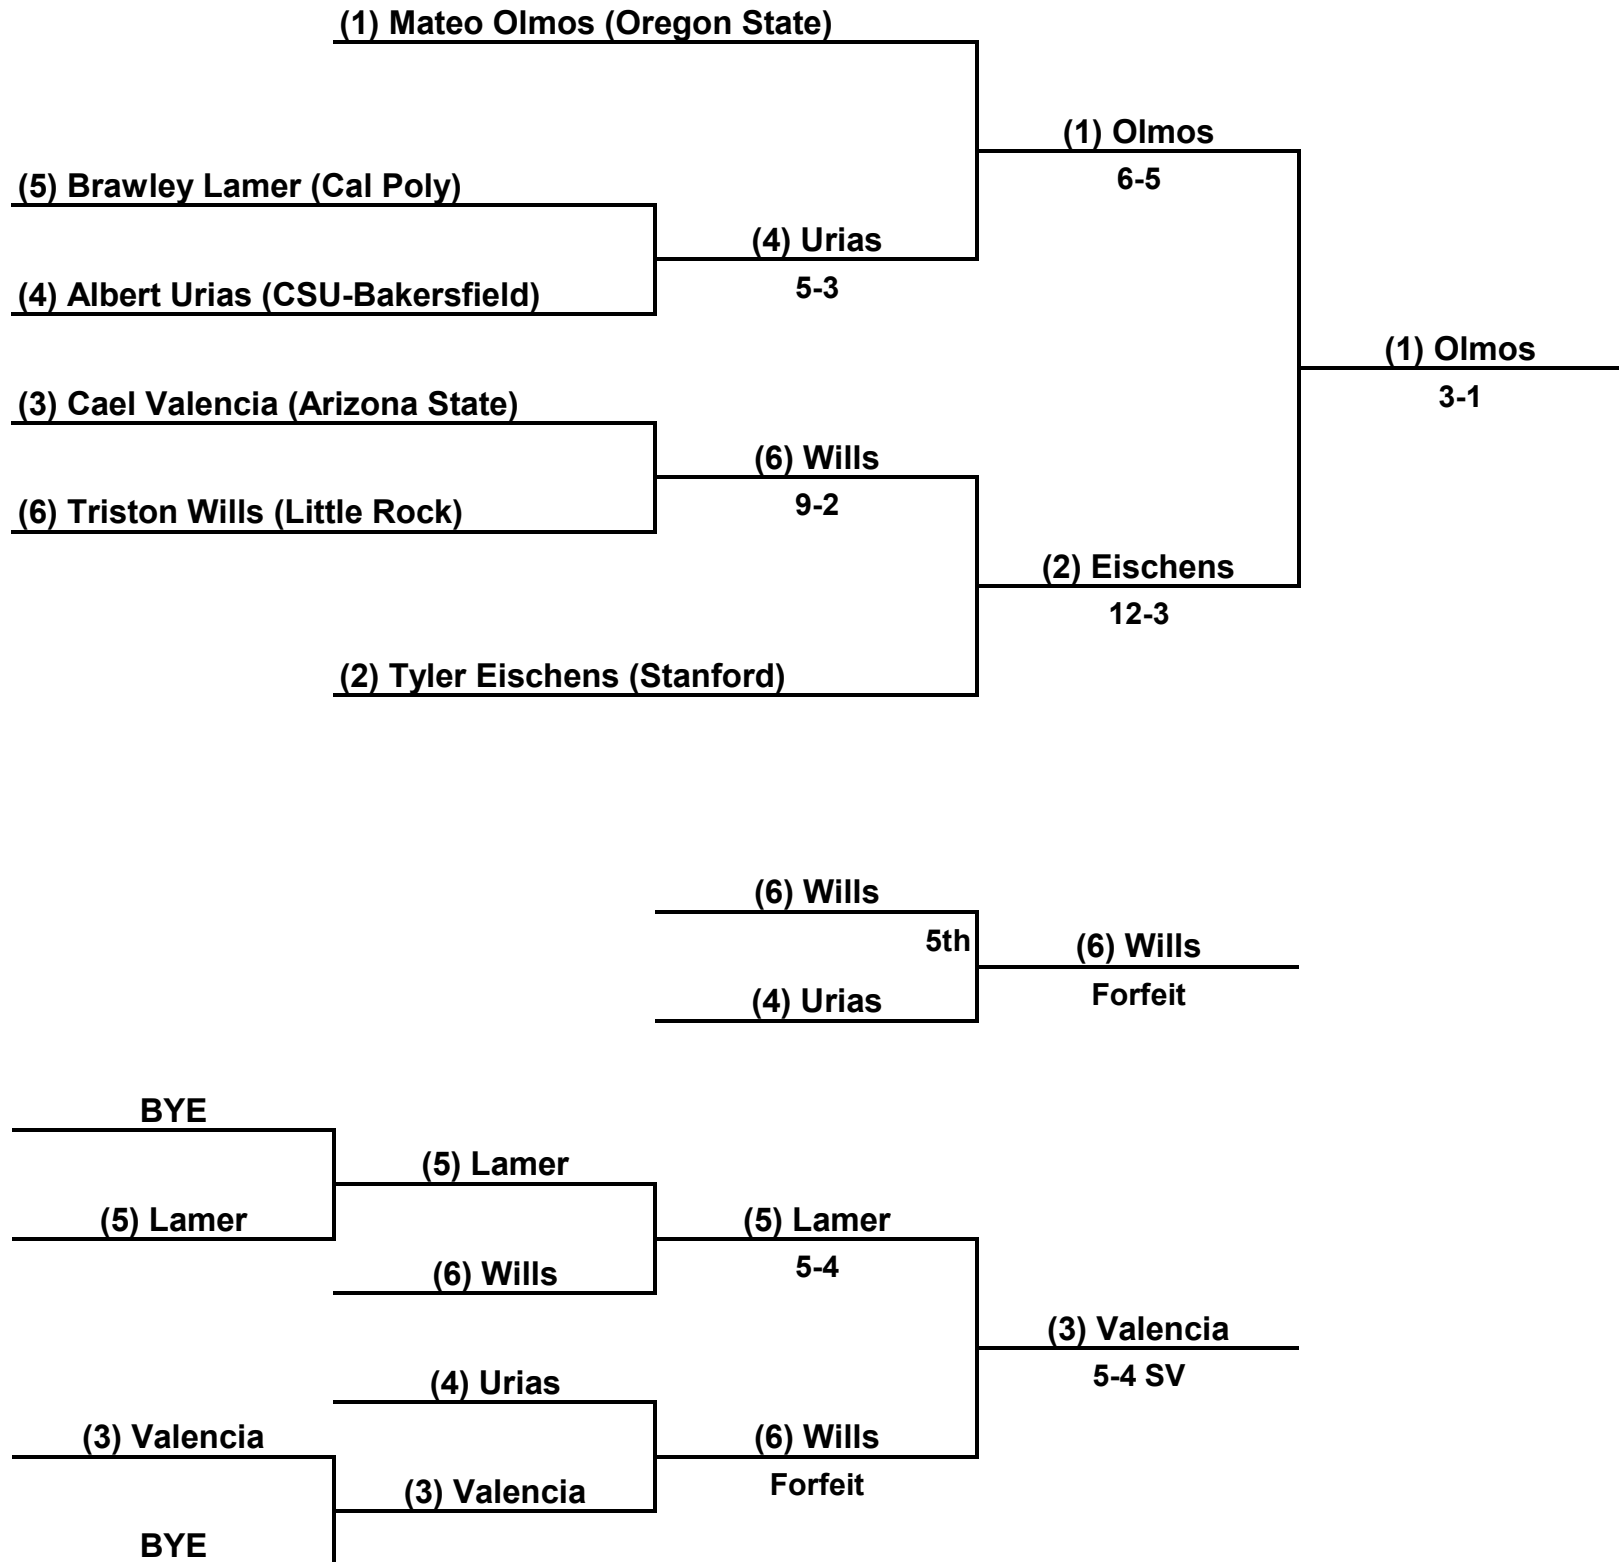 (1) Mateo Olmos (Oregon State)
(1) Olmos
6-5
(5) Brawley Lamer (Cal Poly)
(4) Urias
5-3
(4) Albert Urias (CSU-Bakersfield)
(1) Olmos
3-1
(3) Cael Valencia (Arizona State)
(6) Wills
9-2
(6) Triston Wills (Little Rock)
(2) Eischens
12-3
(2) Tyler Eischens (Stanford)
(6) Wills
5th
(6) Wills
Forfeit
(4) Urias
BYE
(5) Lamer
(5) Lamer
(5) Lamer
5-4
(6) Wills
(3) Valencia
5-4 SV
(4) Urias
(3) Valencia
(6) Wills
Forfeit
(3) Valencia
BYE